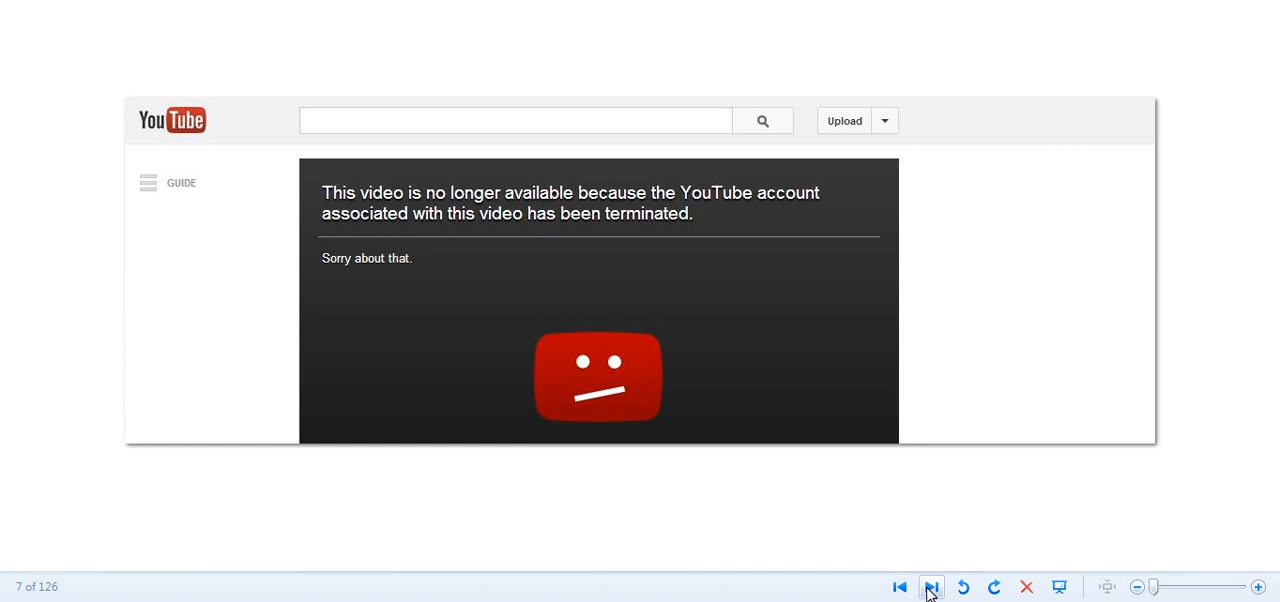 YouTube
Upload
GUIDE
This video is no longer available because the YouTube account
associated with this video has been terminated.
Sorry about that.
7 of 126